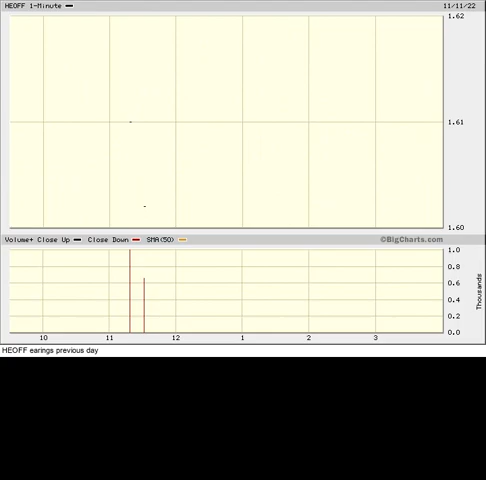 HEOFF 1-Minute 11/11/22
1.62
1.61
1.60
Volume+ Close Up Close Down SMA(50) ©BigCharts.com
1.0
0.8
0.6
0.4
0.2
0.0
Thousands
10 11 12 1 2 3
HEOFF earings previous day